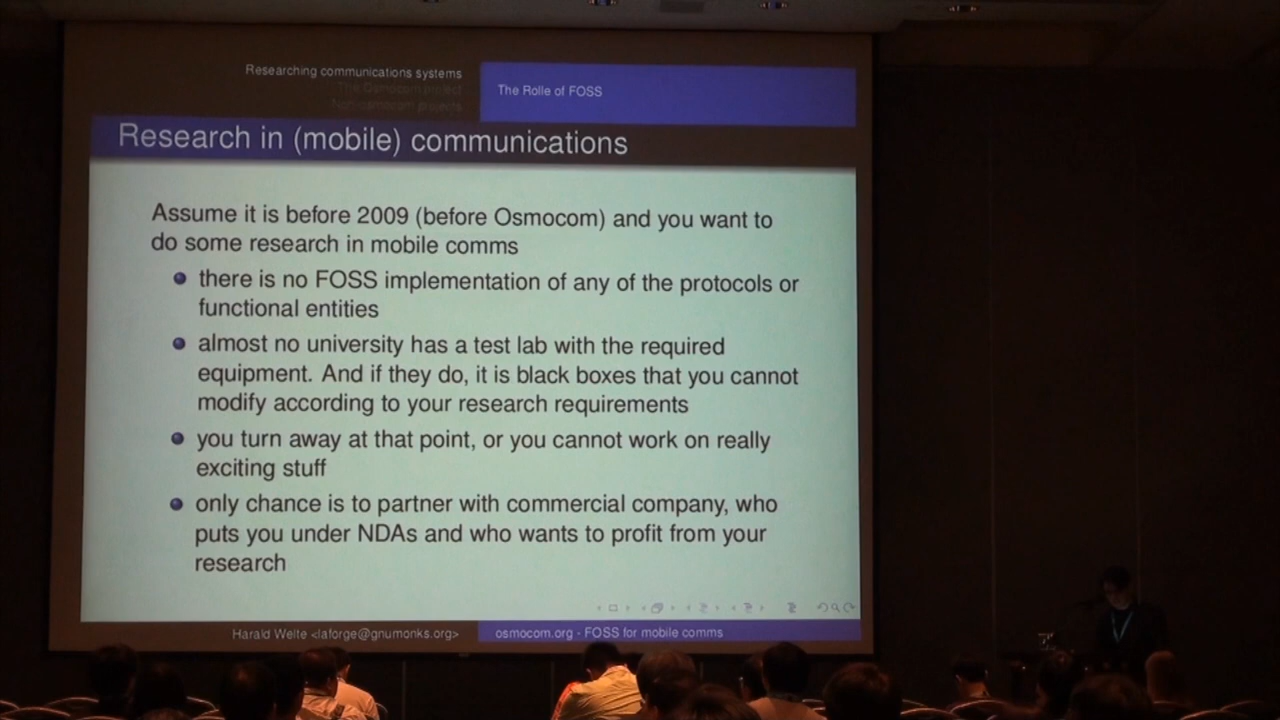 Researching communications systems
The Osmocom project
Non-osmocom projects
The Rolle of FOSS
Research in (mobile) communications
Assume it is before 2009 (before Osmocom) and you want to
do some research in mobile comms
there is no FOSS implementation of any of the protocols or
functional entities
almost no university has a test lab with the required
equipment. And if they do, it is black boxes that you cannot
modify according to your research requirements
you turn away at that point, or you cannot work on really
exciting stuff
only chance is to partner with commercial company, who
puts you under NDAs and who wants to profit from your
research
Harald Welte <laforge@gnumonks.org>
osmocom.org - FOSS for mobile comms